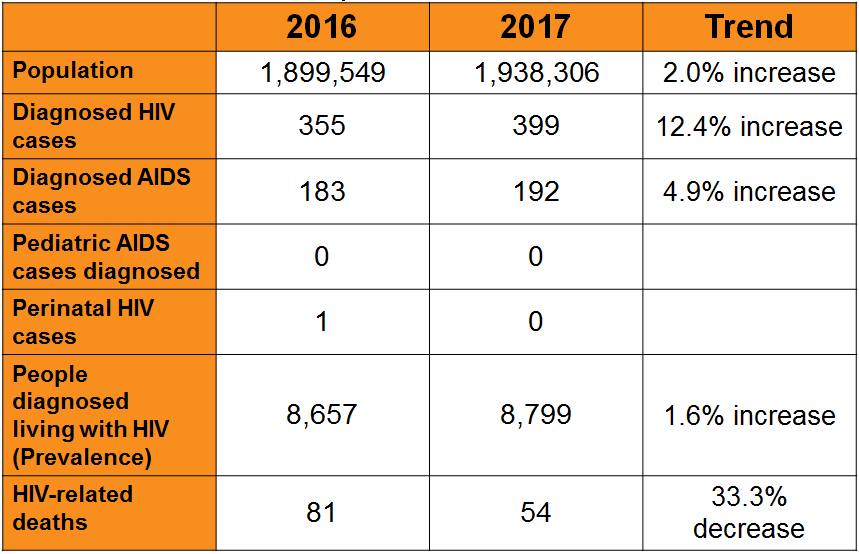 2016 2017 Trend
Population 1,899,549 1,938,306 2.0% increase
Diagnosed HIV
cases 355 399 12.4% increase
Diagnosed AIDS
cases 183 192 4.9% increase
Pediatric AIDS
cases diagnosed 0 0
Perinatal HIV
cases 1 0
People
diagnosed
living with HIV
(Prevalence) 8,657 8,799 1.6% increase
HIV-related
deaths 81 54 33.3%
decrease